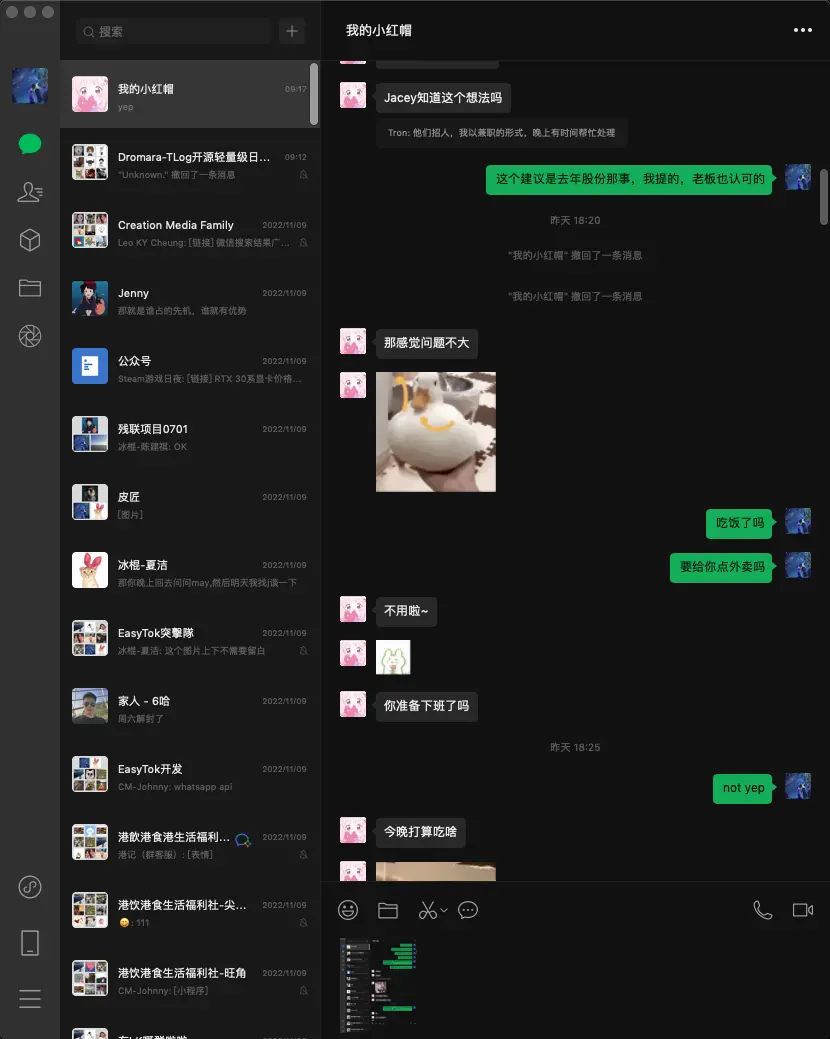 搜索
我的小红帽
09:17
yep
Dromara-TLog开源轻量级日...
09:12
"Unknown." 撤回了一条消息
Creation Media Family
2022/11/09
Leo KY Cheung: [链接] 微信搜索结果广...
Jenny
2022/11/09
那就是谁占的先机，谁就有优势
公众号
2022/11/09
Steam游戏日夜: [链接] RTX 30系显卡价格...
残联项目0701
2022/11/09
冰棍-陈建祺: OK
皮匠
2022/11/09
[图片]
冰棍-夏洁
2022/11/09
那你晚上回去问问may,然后明天我找j谈一下
EasyTok突擊隊
2022/11/09
冰棍-夏洁: 这个图片上下不需要留白
家人 - 6哈
2022/11/09
周六解封了
EasyTok开发
2022/11/09
CM-Johnny: whatsapp api
港飲港食港生活福利...
2022/11/09
港记（群客服）: [表情]
港饮港食港生活福利社-尖...
2022/11/09
: 111
港饮港食港生活福利社-旺角
2022/11/09
CM-Johnny: [小程序]
我的小红帽
Jacey知道这个想法吗
Tron: 他们招人，我以兼职的形式，晚上有时间帮忙处理
这个建议是去年股份那事，我提的，老板也认可的
昨天 18:20
"我的小红帽" 撤回了一条消息
"我的小红帽" 撤回了一条消息
那感觉问题不大
吃饭了吗
要给你点外卖吗
不用啦~
你准备下班了吗
昨天 18:25
not yep
今晚打算吃啥